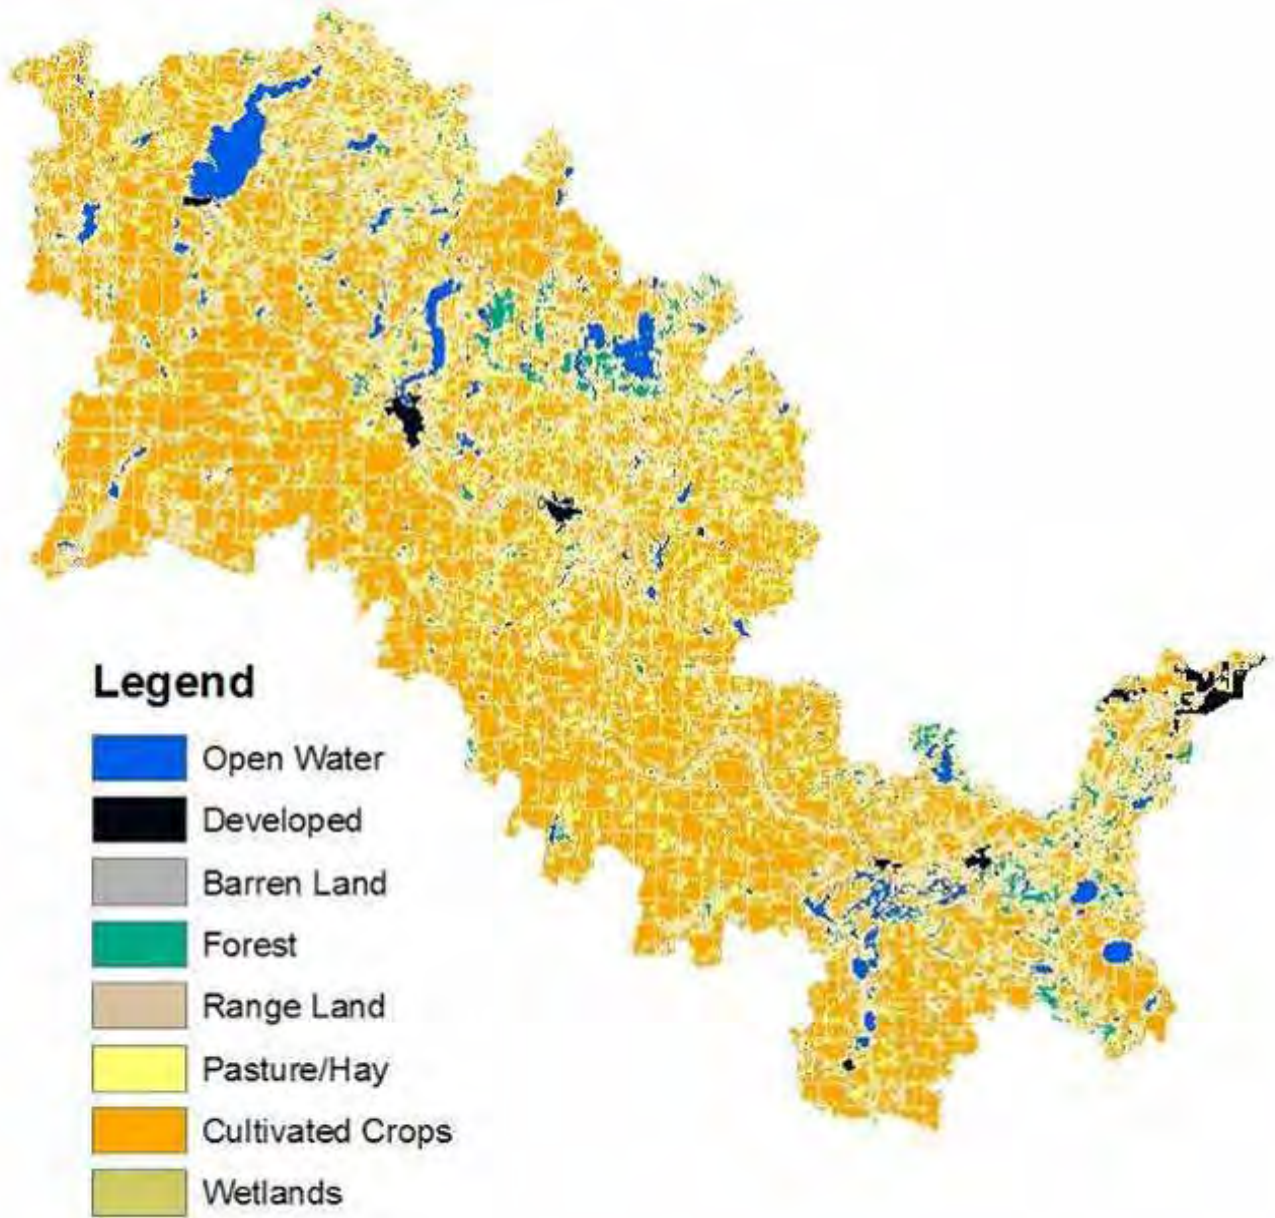 Legend
Open Water
Developed
Barren Land
Forest
Range Land
Pasture/Hay
Cultivated Crops
Wetlands